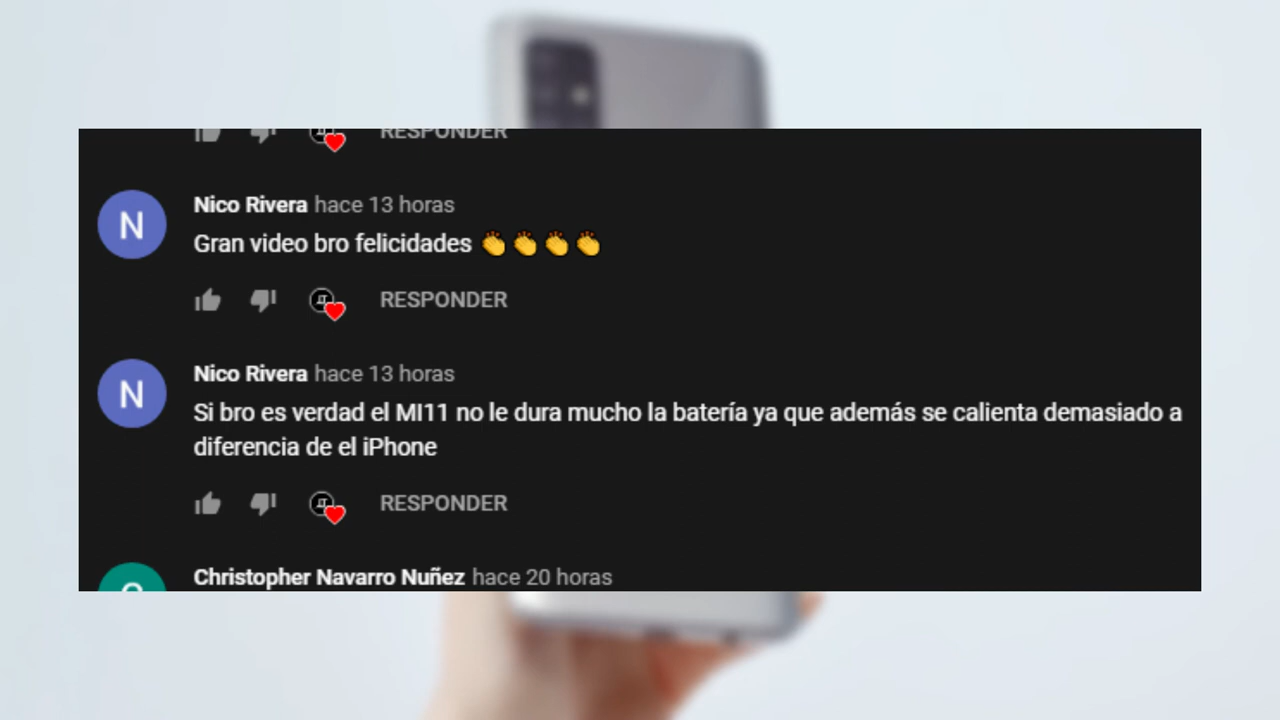 RESPONDER
Nico Rivera hace 13 horas
N
Gran video bro felicidades 👏👏👏👏
RESPONDER
Nico Rivera hace 13 horas
N
Si bro es verdad el MI11 no le dura mucho la batería ya que además se calienta demasiado a
diferencia de el iPhone
RESPONDER
Christopher Navarro Nuñez hace 20 horas